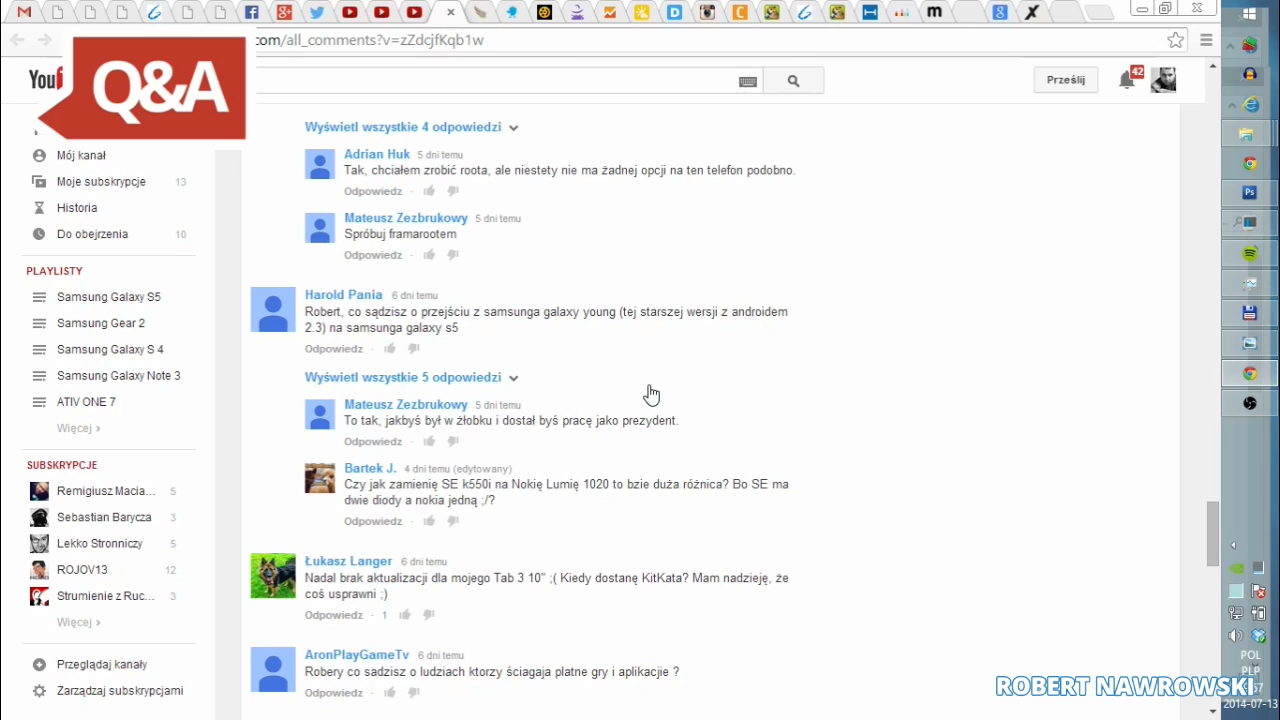 com/all_comments?v=zZdcjfKqb1w
You
Q&A
Prześlij
42
Wyświetl wszystkie 4 odpowiedzi
Adrian Huk 5 dni temu
Tak, chciałem zrobić roota, ale niestety nie ma żadnej opcji na ten telefon podobno.
Odpowiedz ·
Mateusz Zezbrukowy 5 dni temu
Spróbuj framarootem
Odpowiedz ·
Harold Pania 6 dni temu
Robert, co sądzisz o przejściu z samsunga galaxy young (tej starszej wersji z androidem
2.3) na samsunga galaxy s5
Odpowiedz ·
Wyświetl wszystkie 5 odpowiedzi
Mateusz Zezbrukowy 5 dni temu
To tak, jakbyś był w żłobku i dostał byś pracę jako prezydent.
Odpowiedz ·
Bartek J. 4 dni temu (edytowany)
Czy jak zamienię SE k550i na Nokię Lumię 1020 to bzie duża różnica? Bo SE ma
dwie diody a nokia jedną ;/?
Odpowiedz ·
Łukasz Langer 6 dni temu
Nadal brak aktualizacji dla mojego Tab 3 10" ;( Kiedy dostanę KitKata? Mam nadzieję, że
coś usprawni ;)
Odpowiedz · 1
AronPlayGameTv 6 dni temu
Robery co sadzisz o ludziach ktorzy ściagaja platne gry i aplikacje ?
Odpowiedz ·
Mój kanał
Moje subskrypcje 13
Historia
Do obejrzenia 10
PLAYLISTY
Samsung Galaxy S5
Samsung Gear 2
Samsung Galaxy S 4
Samsung Galaxy Note 3
ATIV ONE 7
Więcej ›
SUBSKRYPCJE
Remigiusz Macia... 5
Sebastian Barycza 3
Lekko Stronniczy 5
ROJOV13 12
Strumienie z Ruc... 3
Więcej ›
Przeglądaj kanały
Zarządzaj subskrypcjami
POL
PLP
ROBERT NAWROWSKI
2014-07-13